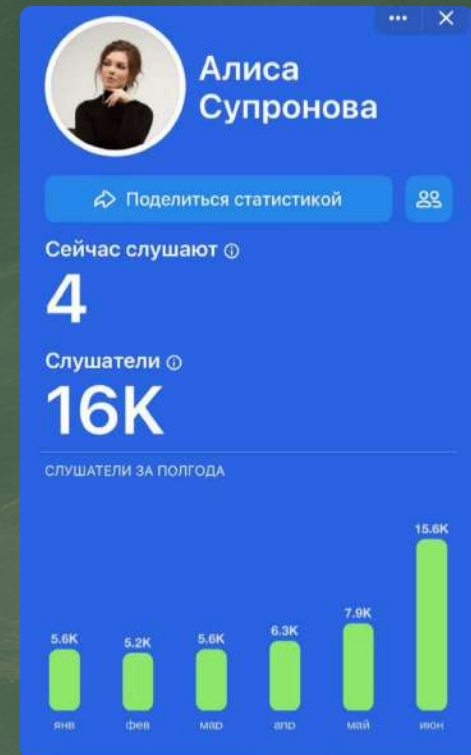 Алиса
Супронова
Поделиться статистикой
Сейчас слушают
4
Слушатели
16K
СЛУШАТЕЛИ ЗА ПОЛГОДА
15.6K
7.9K
6.3K
5.6K 5.2K 5.6K
янв фев мар апр май июн